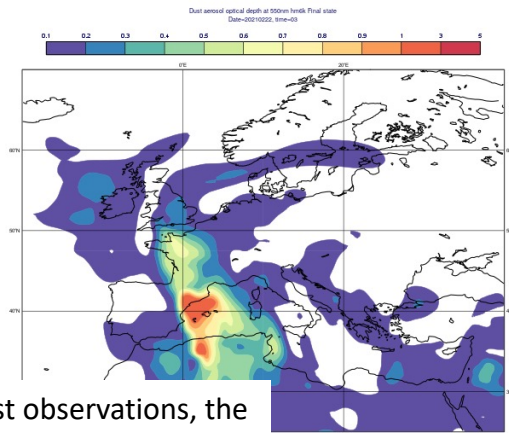 Dust aerosol optical depth at 550nm hm6k Final state
Date=20210222, time=03
0.1 0.2 0.3 0.4 0.5 0.6 0.7 0.8 0.9 1 3 5
0°E 20°E
60°N
50°N
40°N
st observations, the